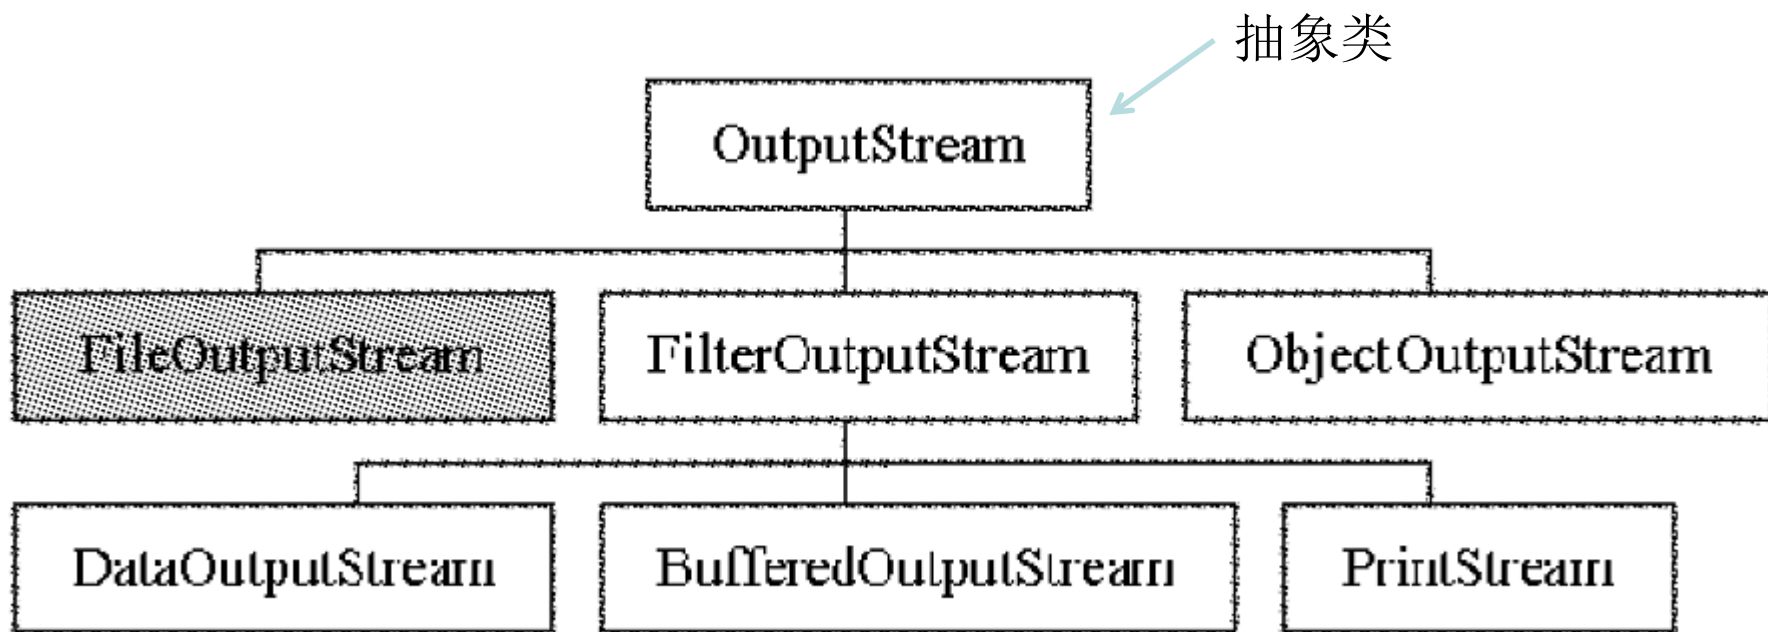 抽象类
OutputStream
FileOutputStream
FilterOutputStream
ObjectOutputStream
DataOutputStream
BufferedOutputStream
PrintStream